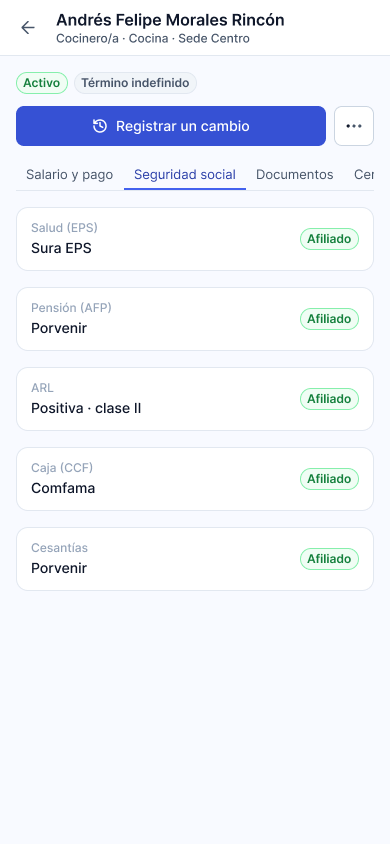 Andrés Felipe Morales Rincón
Cocinero/a · Cocina · Sede Centro
Activo
Término indefinido
Registrar un cambio
Salario y pago
Seguridad social
Documentos
Cer
Salud (EPS)
Sura EPS
Afiliado
Pensión (AFP)
Porvenir
Afiliado
ARL
Positiva · clase II
Afiliado
Caja (CCF)
Comfama
Afiliado
Cesantías
Porvenir
Afiliado